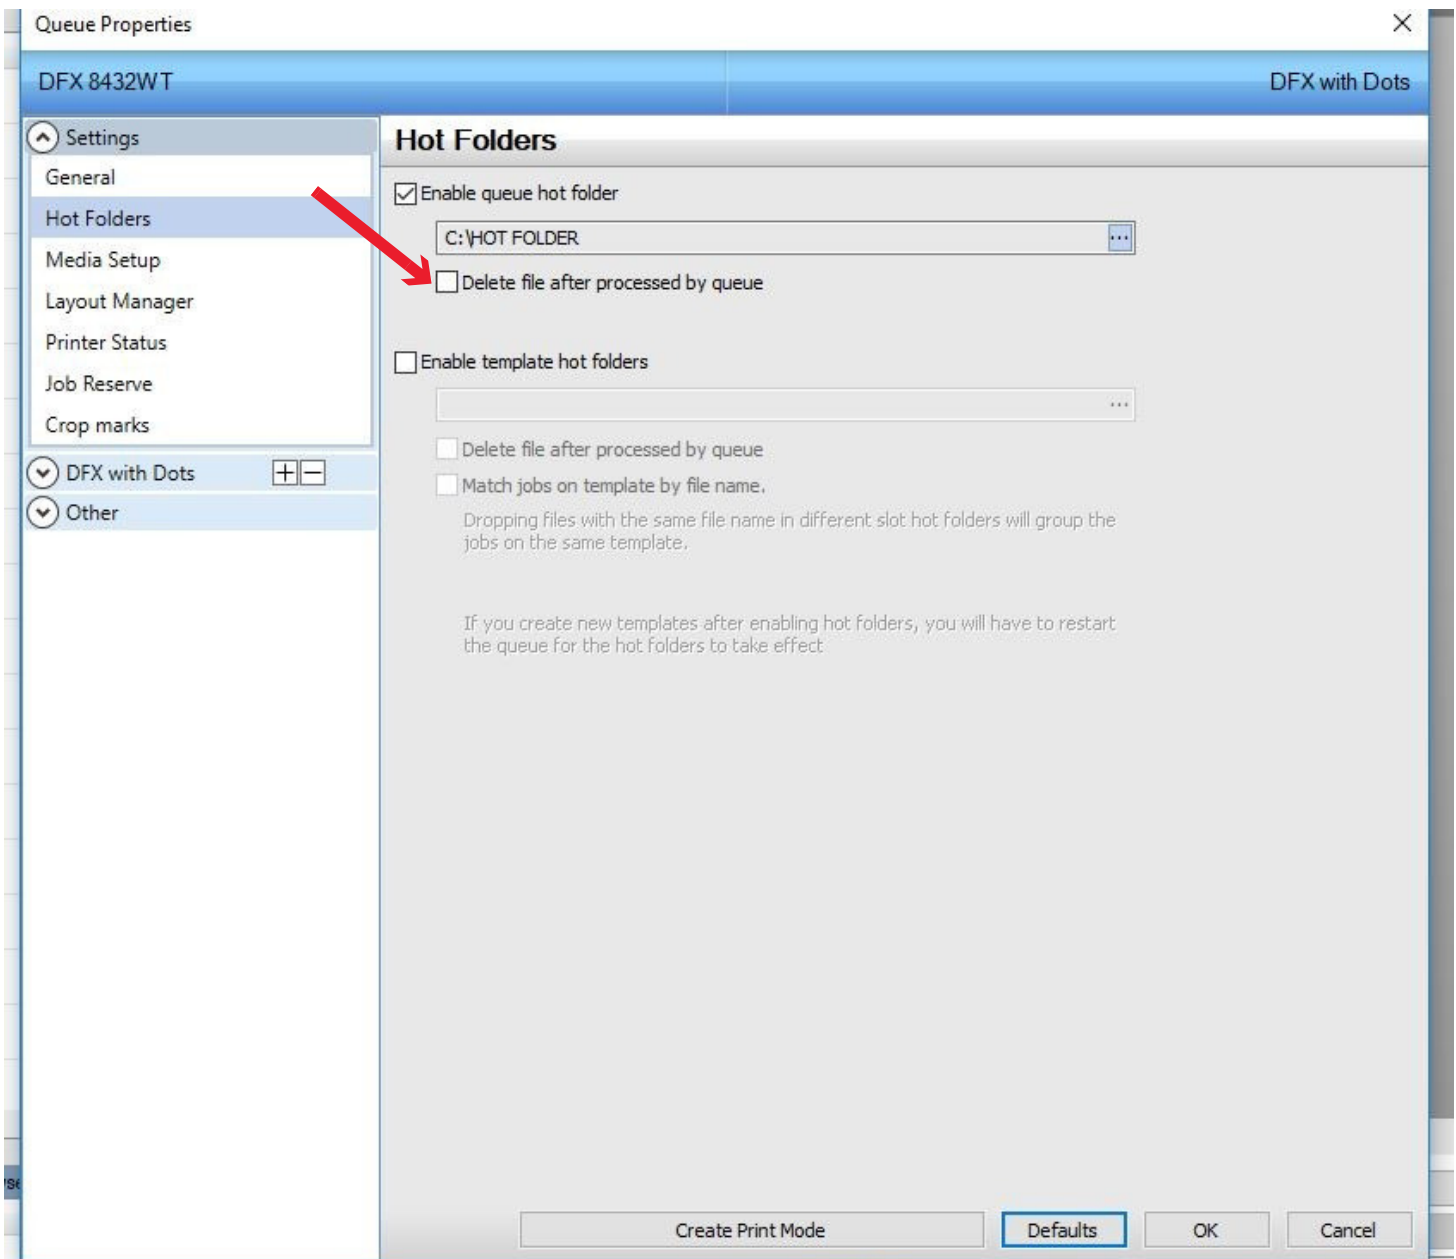 Queue Properties
DFX 8432WT
DFX with Dots
Settings
General
Hot Folders
Media Setup
Layout Manager
Printer Status
Job Reserve
Crop marks
DFX with Dots
Other
Hot Folders
Enable queue hot folder
C:\HOT FOLDER
...
Delete file after processed by queue
Enable template hot folders
...
Delete file after processed by queue
Match jobs on template by file name.
Dropping files with the same file name in different slot hot folders will group the
jobs on the same template.
If you create new templates after enabling hot folders, you will have to restart
the queue for the hot folders to take effect
Create Print Mode
Defaults
OK
Cancel